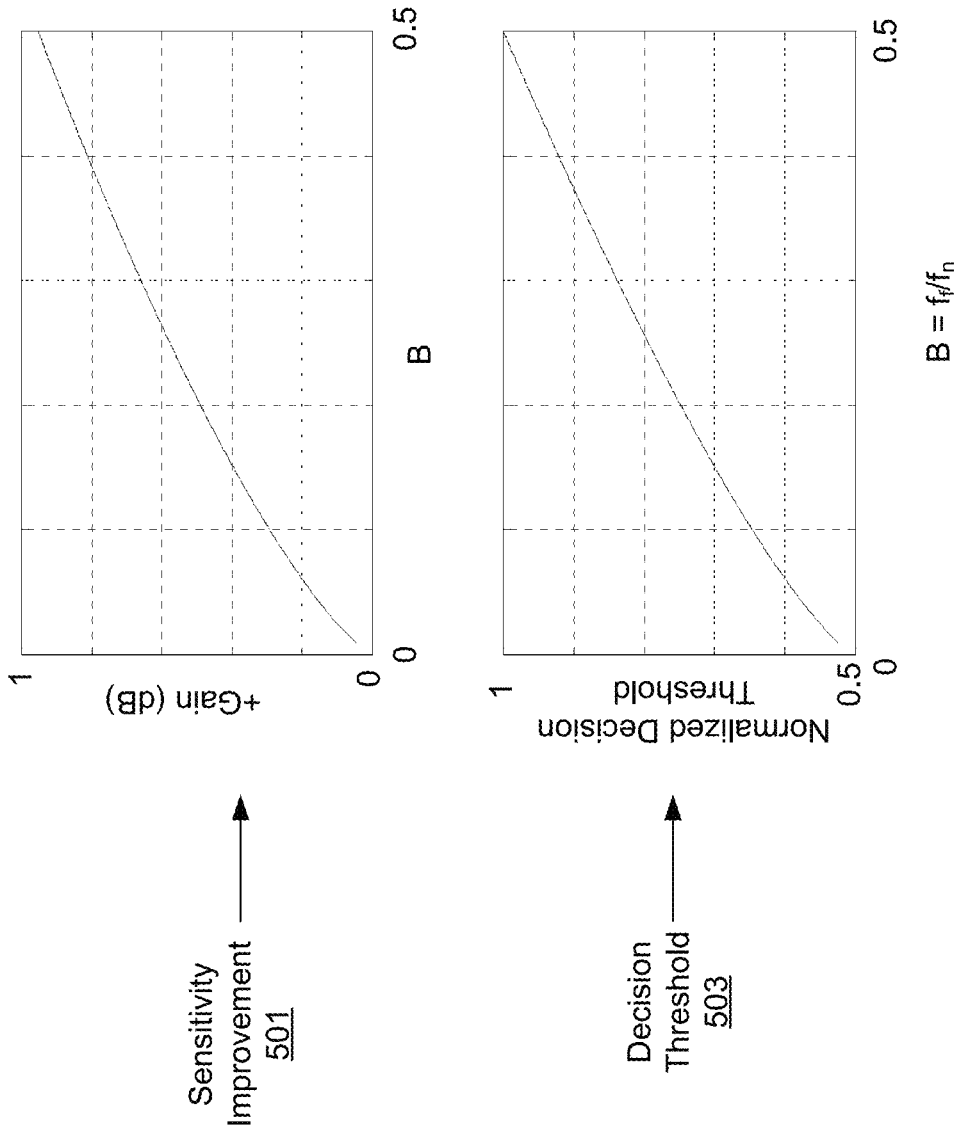 Sensitivity
Improvement
501
+Gain (dB)
1
0
0
0.5
B
Decision
Threshold
503
Normalized Decision
Threshold
1
0.5
0
0.5
B = f_f/f_n